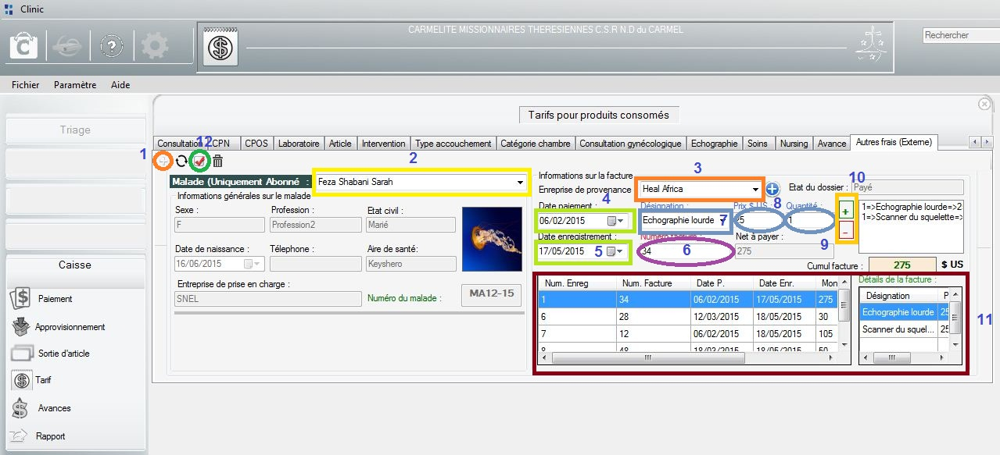 Clinic
CARMELITE MISSIONNAIRES THERESIENNES C.S.R N.D du CARMEL
Rechercher
Fichier Paramètre Aide
Tarifs pour produits consomés
Triage
Consultation CPN CPOS Laboratoire Article Intervention Type accouchement Catégorie chambre Consultation gynécologique Echographie Soins Nursing Avance Autres frais (Externe)
1 12
2
Malade (Uniquement Abonné :
Feza Shabani Sarah
Informations générales sur le malade
Sexe :
F
Profession :
Profession2
Etat civil :
Marié
Date de naissance :
16/06/2015
Téléphone :
Aire de santé:
Keyshero
Entreprise de prise en charge :
SNEL
Numéro du malade :
MA12-15
Informations sur la facture
3
Enreprise de provenance
Heal Africa
Etat du dossier :
10
Payé
4
Date paiement :
06/02/2015
Désignation :
Echographie lourde
7
Prix $ US :
8
Quantité :
1
+
-
1=>Echographie lourde=>2
1=>Scanner du squelette=>
Date enregistrement :
17/05/2015
5
Numéro facture :
34
6
Net à payer :
275
9
Cumul facture :
275
$ US
Num. Enreg Num. Facture Date P. Date Enr. Mon
1 34 06/02/2015 17/05/2015 275
6 28 12/03/2015 18/05/2015 30
7 12 06/02/2015 18/05/2015 105
8 48 18/02/2015 18/05/2015 50
Détails de la facture :
Désignation P
Echographie lourde 25
Scanner du squel... 25
11
Caisse
Paiement
Approvisionnement
Sortie d'article
Tarif
Avances
Rapport